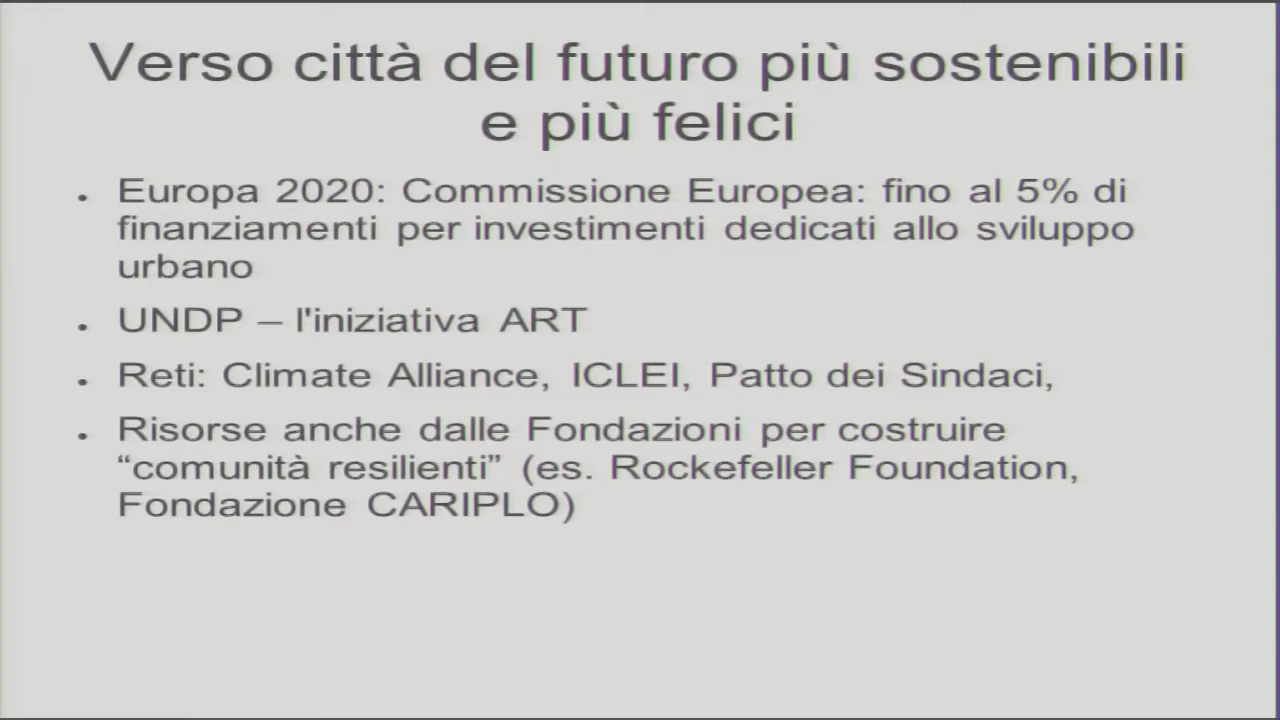 Verso città del futuro più sostenibili
e più felici
● Europa 2020: Commissione Europea: fino al 5% di
finanziamenti per investimenti dedicati allo sviluppo
urbano
● UNDP – l'iniziativa ART
● Reti: Climate Alliance, ICLEI, Patto dei Sindaci,
● Risorse anche dalle Fondazioni per costruire
“comunità resilienti” (es. Rockefeller Foundation,
Fondazione CARIPLO)